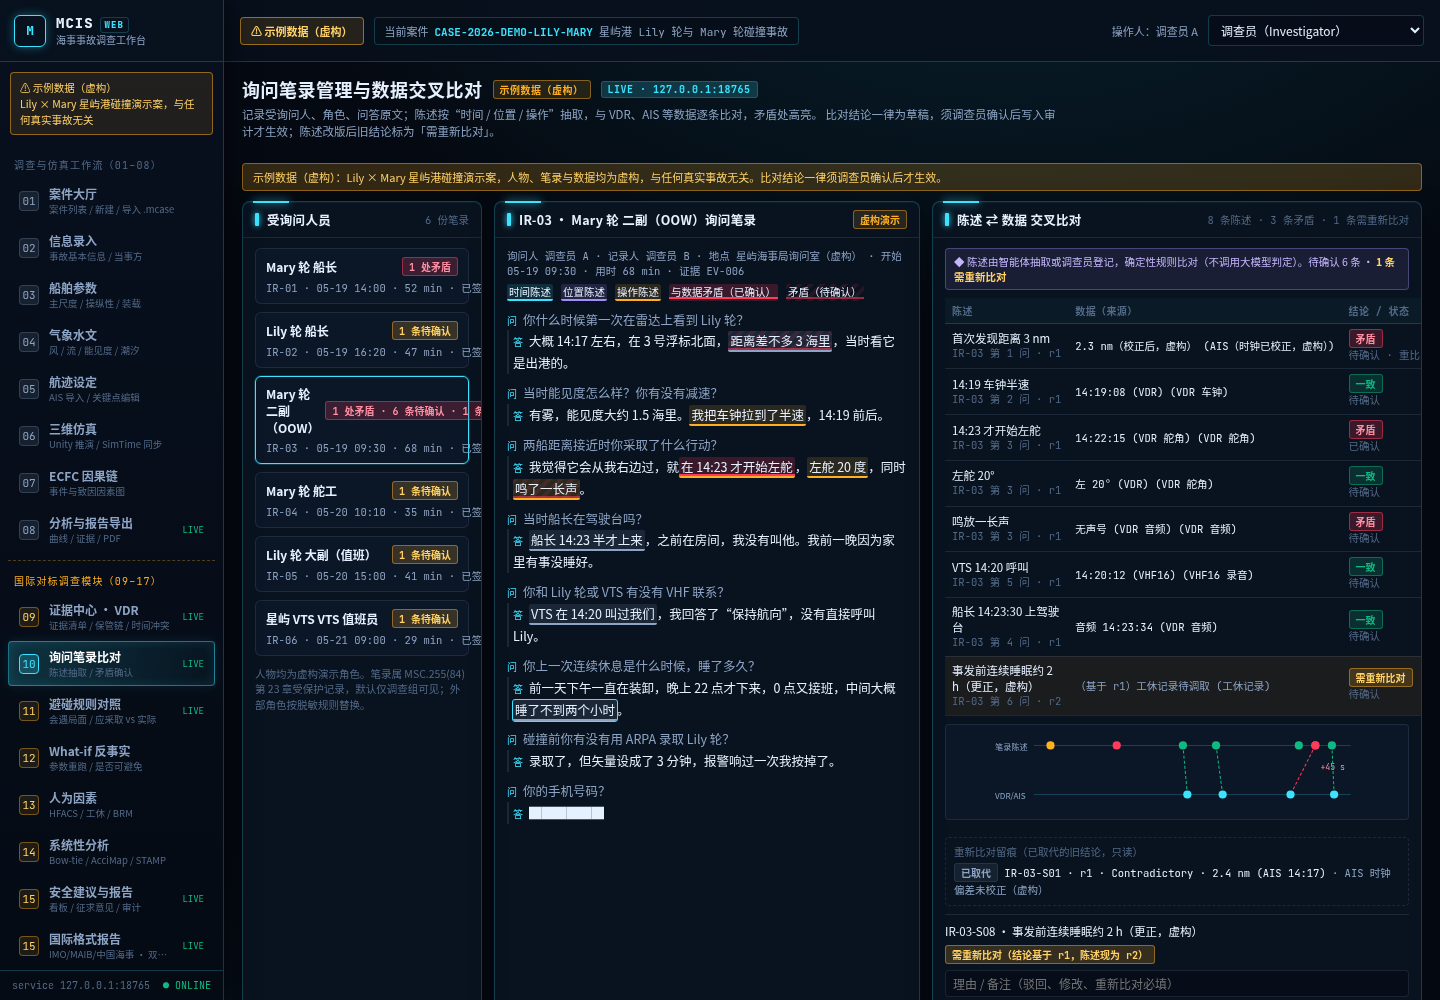 M
MCIS WEB
海事事故调查工作台
⚠ 示例数据（虚构）
当前案件 CASE-2026-DEMO-LILY-MARY 星屿港 Lily 轮与 Mary 轮碰撞事故
操作人：调查员 A
调查员（Investigator）
⚠ 示例数据（虚构）
Lily × Mary 星屿港碰撞演示案，与任
何真实事故无关
调查与仿真工作流（01–08）
01 案件大厅
案件列表 / 新建 / 导入 .mcase
02 信息录入
事故基本信息 / 当事方
03 船舶参数
主尺度 / 操纵性 / 装载
04 气象水文
风 / 流 / 能见度 / 潮汐
05 航迹设定
AIS 导入 / 关键点编辑
06 三维仿真
Unity 推演 / SimTime 同步
07 ECFC 因果链
事件与致因因素图
08 分析与报告导出 LIVE
曲线 / 证据 / PDF
国际对标调查模块（09–17）
09 证据中心 · VDR LIVE
证据清单 / 保管链 / 时间冲突
10 询问笔录比对 LIVE
陈述抽取 / 矛盾确认
11 避碰规则对照 LIVE
会遇局面 / 应采取 vs 实际
12 What-if 反事实
参数重跑 / 是否可避免
13 人为因素
HFACS / 工休 / BRM
14 系统性分析
Bow-tie / AcciMap / STAMP
15 安全建议与报告 LIVE
看板 / 征求意见 / 审计
15 国际格式报告 LIVE
IMO/MAIB/中国海事 · 双…
service 127.0.0.1:18765 ONLINE
询问笔录管理与数据交叉比对 示例数据（虚构） LIVE · 127.0.0.1:18765
记录受询问人、角色、问答原文；陈述按“时间 / 位置 / 操作”抽取，与 VDR、AIS 等数据逐条比对，矛盾处高亮。 比对结论一律为草稿，须调查员确认后写入审
计才生效；陈述改版后旧结论标为「需重新比对」。
示例数据（虚构）：Lily × Mary 星屿港碰撞演示案，人物、笔录与数据均为虚构，与任何真实事故无关。比对结论一律须调查员确认后才生效。
受询问人员 6 份笔录
Mary 轮 船长 1 处矛盾
IR-01 · 05-19 14:00 · 52 min · 已签
Lily 轮 船长 1 条待确认
IR-02 · 05-19 16:20 · 47 min · 已签
Mary 轮
二副
（OOW）
1 处矛盾 · 6 条待确认 · 1 条
IR-03 · 05-19 09:30 · 68 min · 已签
Mary 轮 舵工 1 条待确认
IR-04 · 05-20 10:10 · 35 min · 已签
Lily 轮 大副（值班） 1 条待确认
IR-05 · 05-20 15:00 · 41 min · 已签
星屿 VTS VTS 值班员 1 条待确认
IR-06 · 05-21 09:00 · 29 min · 已签
人物均为虚构演示角色。笔录属 MSC.255(84)
第 23 章受保护记录，默认仅调查组可见；外
部角色按脱敏规则替换。
IR-03 · Mary 轮 二副（OOW）询问笔录 虚构演示
询问人 调查员 A · 记录人 调查员 B · 地点 星屿海事局询问室（虚构） · 开始
05-19 09:30 · 用时 68 min · 证据 EV-006
时间陈述 位置陈述 操作陈述 与数据矛盾（已确认） 矛盾（待确认）
问 你什么时候第一次在雷达上看到 Lily 轮？
答 大概 14:17 左右，在 3 号浮标北面，距离差不多 3 海里，当时看它
是出港的。
问 当时能见度怎么样？你有没有减速？
答 有雾，能见度大约 1.5 海里。我把车钟拉到了半速，14:19 前后。
问 两船距离接近时你采取了什么行动？
答 我觉得它会从我右边过，就在 14:23 才开始左舵，左舵 20 度，同时
鸣了一长声。
问 当时船长在驾驶台吗？
答 船长 14:23 半才上来，之前在房间，我没有叫他。我前一晚因为家
里有事没睡好。
问 你和 Lily 轮或 VTS 有没有 VHF 联系？
答 VTS 在 14:20 叫过我们，我回答了“保持航向”，没有直接呼叫
Lily。
问 你上一次连续休息是什么时候，睡了多久？
答 前一天下午一直在装卸，晚上 22 点才下来，0 点又接班，中间大概
睡了不到两个小时。
问 碰撞前你有没有用 ARPA 录取 Lily 轮？
答 录取了，但矢量设成了 3 分钟，报警响过一次我按掉了。
问 你的手机号码？
答
陈述 ⇄ 数据 交叉比对 8 条陈述 · 3 条矛盾 · 1 条需重新比对
◆ 陈述由智能体抽取或调查员登记，确定性规则比对（不调用大模型判定）。待确认 6 条 · 1 条
需重新比对
陈述 数据（来源） 结论 / 状态
首次发现距离 3 nm 2.3 nm（校正后，虚构） (AIS（时钟已校正，虚构）) 矛盾
IR-03 第 1 问 · r1 待确认 · 重比
14:19 车钟半速 14:19:08 (VDR) (VDR 车钟) 一致
IR-03 第 2 问 · r1 待确认
14:23 才开始左舵 14:22:15 (VDR 舵角) (VDR 舵角) 矛盾
IR-03 第 3 问 · r1 已确认
左舵 20° 左 20° (VDR) (VDR 舵角) 一致
IR-03 第 3 问 · r1 待确认
鸣放一长声 无声号 (VDR 音频) (VDR 音频) 矛盾
IR-03 第 3 问 · r1 待确认
VTS 14:20 呼叫 14:20:12 (VHF16) (VHF16 录音) 一致
IR-03 第 5 问 · r1 待确认
船长 14:23:30 上驾驶
台 音频 14:23:34 (VDR 音频) 一致
IR-03 第 4 问 · r1 待确认
事发前连续睡眠约 2
h（更正，虚构） （基于 r1）工休记录待调取 (工休记录) 需重新比对
IR-03 第 6 问 · r2 待确认
笔录陈述
+45 s
VDR/AIS
重新比对留痕（已取代的旧结论，只读）
已取代 IR-03-S01 · r1 · Contradictory · 2.4 nm (AIS 14:17) · AIS 时钟
偏差未校正（虚构）
IR-03-S08 · 事发前连续睡眠约 2 h（更正，虚构）
需重新比对（结论基于 r1，陈述现为 r2）
理由 / 备注（驳回、修改、重新比对必填）